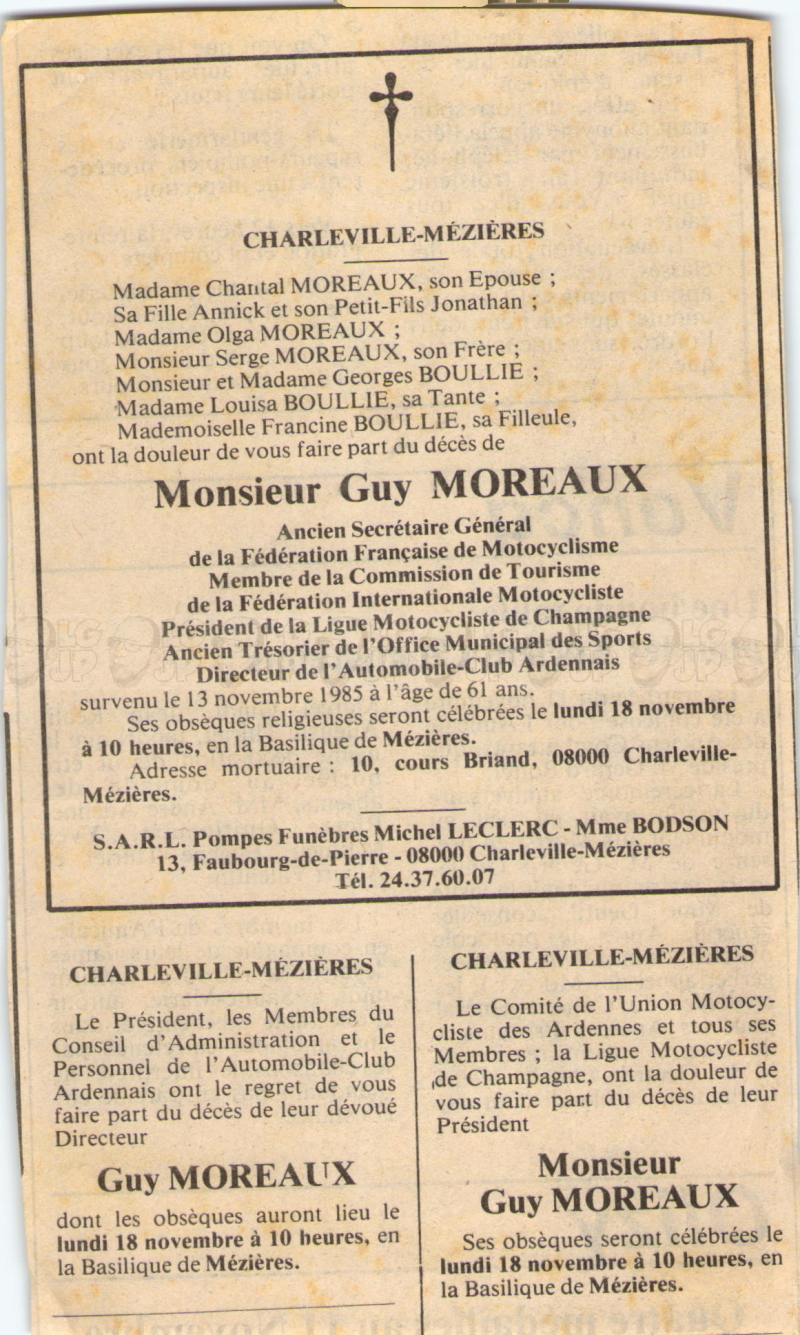 CHARLEVILLE-MÉZIÈRES
Madame Chantal MOREAUX, son Epouse ;
Sa Fille Annick et son Petit-Fils Jonathan ;
Madame Olga MOREAUX ;
Monsieur Serge MOREAUX, son Frère ;
Monsieur et Madame Georges BOULLIE ;
Madame Louisa BOULLIE, sa Tante ;
Mademoiselle Francine BOULLIE, sa Filleule,
ont la douleur de vous faire part du décès de
Monsieur Guy MOREAUX
Ancien Secrétaire Général
de la Fédération Française de Motocyclisme
Membre de la Commission de Tourisme
de la Fédération Internationale Motocycliste
Président de la Ligue Motocycliste de Champagne
Ancien Trésorier de l'Office Municipal des Sports
Directeur de l'Automobile-Club Ardennais
survenu le 13 novembre 1985 à l'âge de 61 ans.
Ses obsèques religieuses seront célébrées le lundi 18 novembre
à 10 heures, en la Basilique de Mézières.
Adresse mortuaire : 10, cours Briand, 08000 Charleville-
Mézières.
S.A.R.L. Pompes Funèbres Michel LECLERC - Mme BODSON
13, Faubourg-de-Pierre - 08000 Charleville-Mézières
Tél. 24.37.60.07
CHARLEVILLE-MÉZIÈRES
Le Président, les Membres du
Conseil d'Administration et le
Personnel de l'Automobile-Club
Ardennais ont le regret de vous
faire part du décès de leur dévoué
Directeur
Guy MOREAUX
dont les obsèques auront lieu le
lundi 18 novembre à 10 heures, en
la Basilique de Mézières.
CHARLEVILLE-MÉZIÈRES
Le Comité de l'Union Motocy-
cliste des Ardennes et tous ses
Membres ; la Ligue Motocycliste
de Champagne, ont la douleur de
vous faire part du décès de leur
Président
Monsieur
Guy MOREAUX
Ses obsèques seront célébrées le
lundi 18 novembre à 10 heures, en
la Basilique de Mézières.